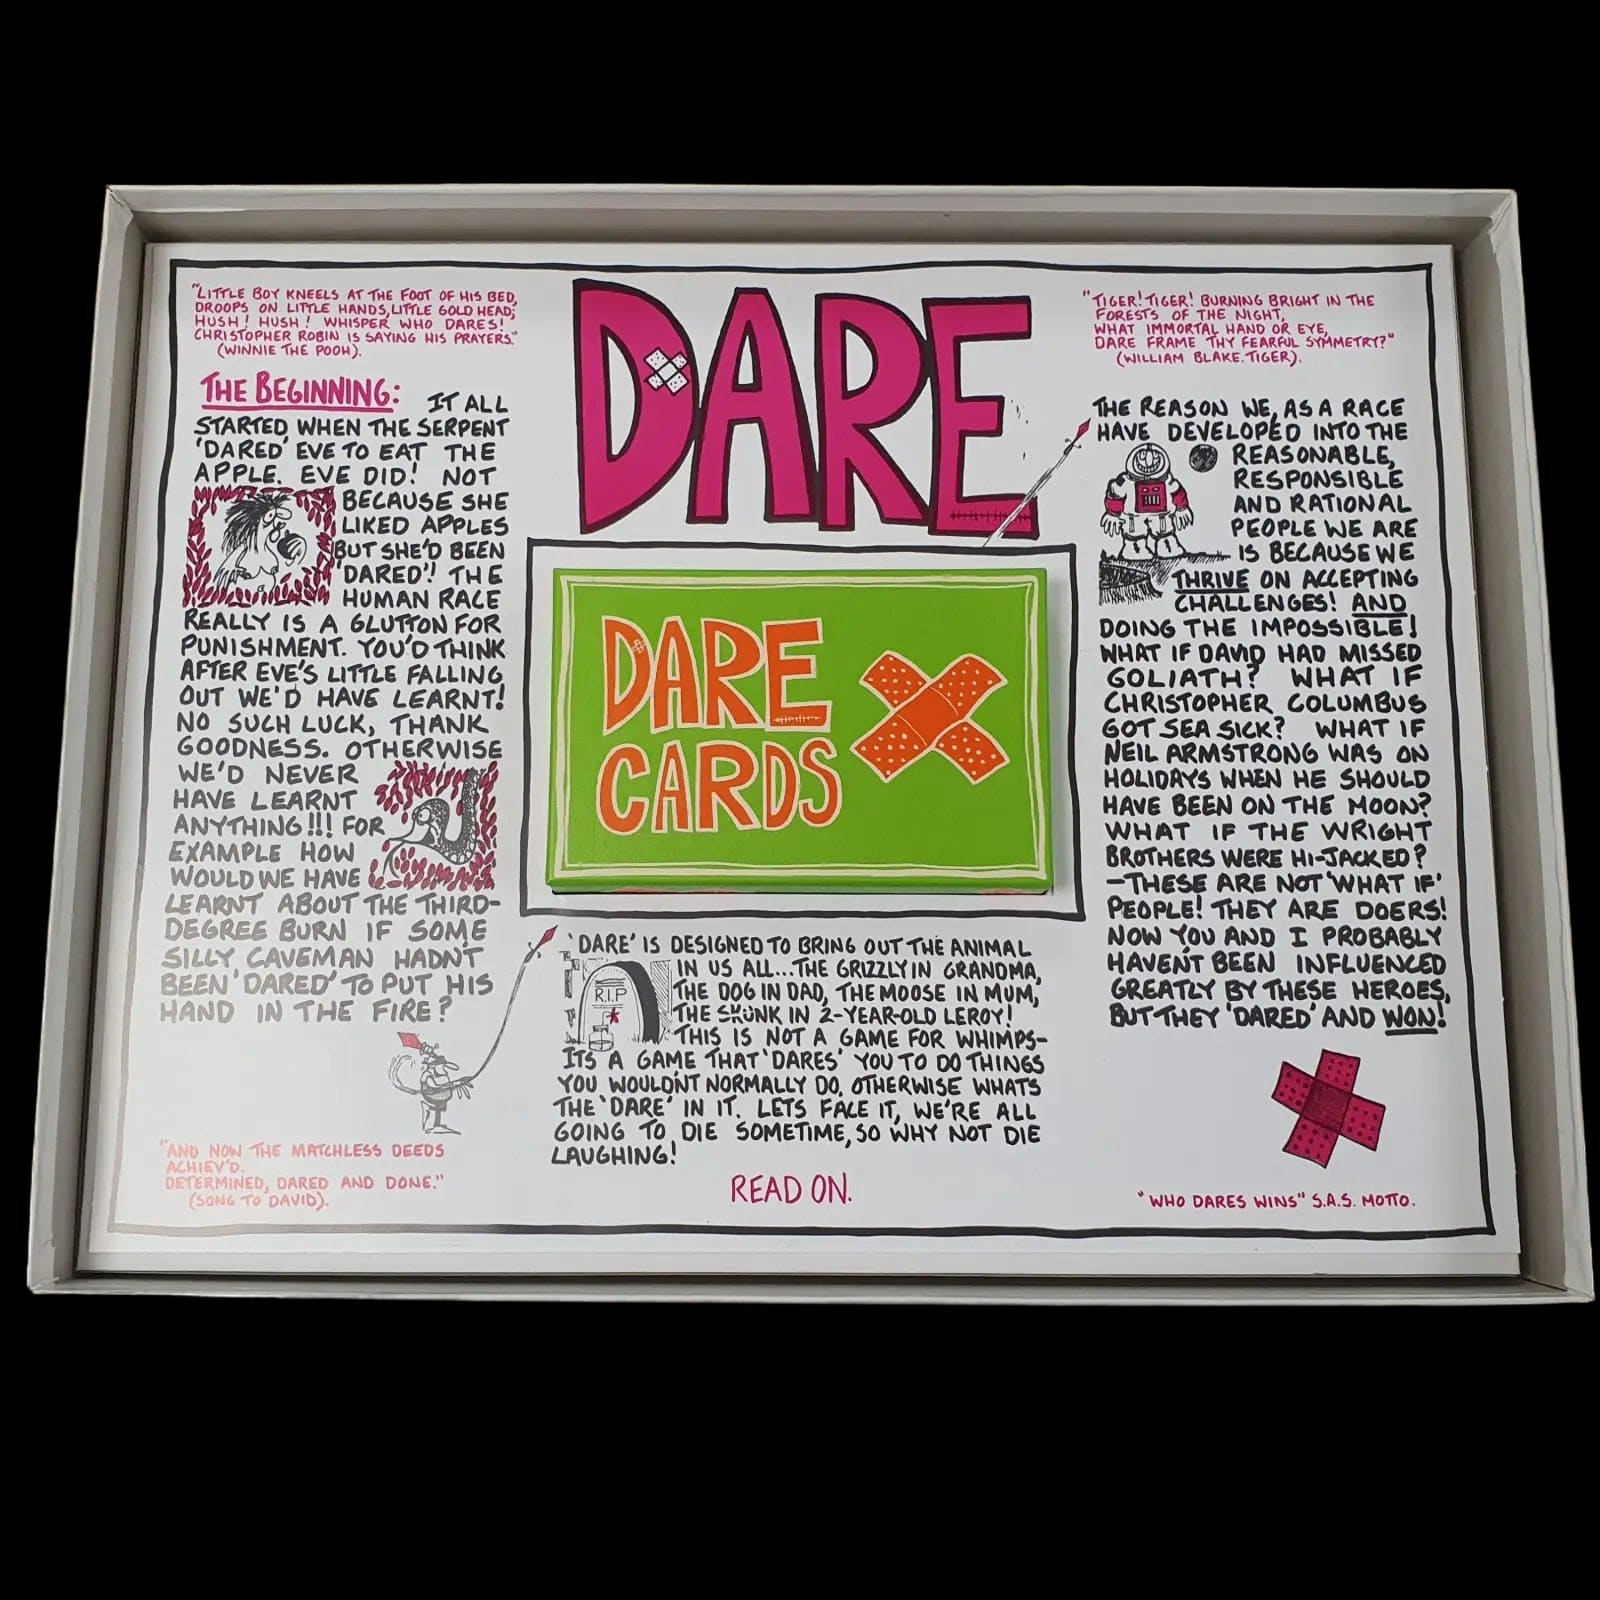 "LITTLE BOY KNEELS AT THE FOOT OF HIS BED,
DROOPS ON LITTLE HANDS, LITTLE GOLD HEAD;
HUSH! HUSH! WHISPER WHO DARES!
CHRISTOPHER ROBIN IS SAYING HIS PRAYERS."
(WINNIE THE POOH).
THE BEGINNING: IT ALL
STARTED WHEN THE SERPENT
'DARED' EVE TO EAT THE
APPLE. EVE DID! NOT
BECAUSE SHE
LIKED APPLES
BUT SHE'D BEEN
'DARED'! THE
HUMAN RACE
REALLY IS A GLUTTON FOR
PUNISHMENT. YOU'D THINK
AFTER EVE'S LITTLE FALLING
OUT WE'D HAVE LEARNT!
NO SUCH LUCK, THANK
GOODNESS. OTHERWISE
WE'D NEVER
HAVE LEARNT
ANYTHING!!! FOR
EXAMPLE HOW
WOULD WE HAVE
LEARNT ABOUT THE THIRD-
DEGREE BURN IF SOME
SILLY CAVEMAN HADN'T
BEEN 'DARED' TO PUT HIS
HAND IN THE FIRE?
"AND NOW THE MATCHLESS DEEDS
ACHIEV'D.
DETERMINED, DARED AND DONE."
(SONG TO DAVID).
DARE
DARE
CARDS
'DARE' IS DESIGNED TO BRING OUT THE ANIMAL
IN US ALL...THE GRIZZLY IN GRANDMA,
THE DOG IN DAD, THE MOOSE IN MUM,
THE SKUNK IN 2-YEAR-OLD LEROY!
THIS IS NOT A GAME FOR WHIMPS-
ITS A GAME THAT 'DARES' YOU TO DO THINGS
YOU WOULDN'T NORMALLY DO. OTHERWISE WHATS
THE 'DARE' IN IT. LETS FACE IT, WE'RE ALL
GOING TO DIE SOMETIME, SO WHY NOT DIE
LAUGHING!
R.I.P
READ ON.
"TIGER! TIGER! BURNING BRIGHT IN THE
FORESTS OF THE NIGHT,
WHAT IMMORTAL HAND OR EYE,
DARE FRAME THY FEARFUL SYMMETRY?"
(WILLIAM BLAKE. TIGER).
THE REASON WE, AS A RACE
HAVE DEVELOPED INTO THE
REASONABLE,
RESPONSIBLE
AND RATIONAL
PEOPLE WE ARE
IS BECAUSE WE
THRIVE ON ACCEPTING
CHALLENGES! AND
DOING THE IMPOSSIBLE!
WHAT IF DAVID HAD MISSED
GOLIATH? WHAT IF
CHRISTOPHER COLUMBUS
GOT SEA SICK? WHAT IF
NEIL ARMSTRONG WAS ON
HOLIDAYS WHEN HE SHOULD
HAVE BEEN ON THE MOON?
WHAT IF THE WRIGHT
BROTHERS WERE HI-JACKED?
-THESE ARE NOT 'WHAT IF'
PEOPLE! THEY ARE DOERS!
NOW YOU AND I PROBABLY
HAVEN'T BEEN INFLUENCED
GREATLY BY THESE HEROES,
BUT THEY 'DARED' AND WON!
"WHO DARES WINS" S.A.S. MOTTO.